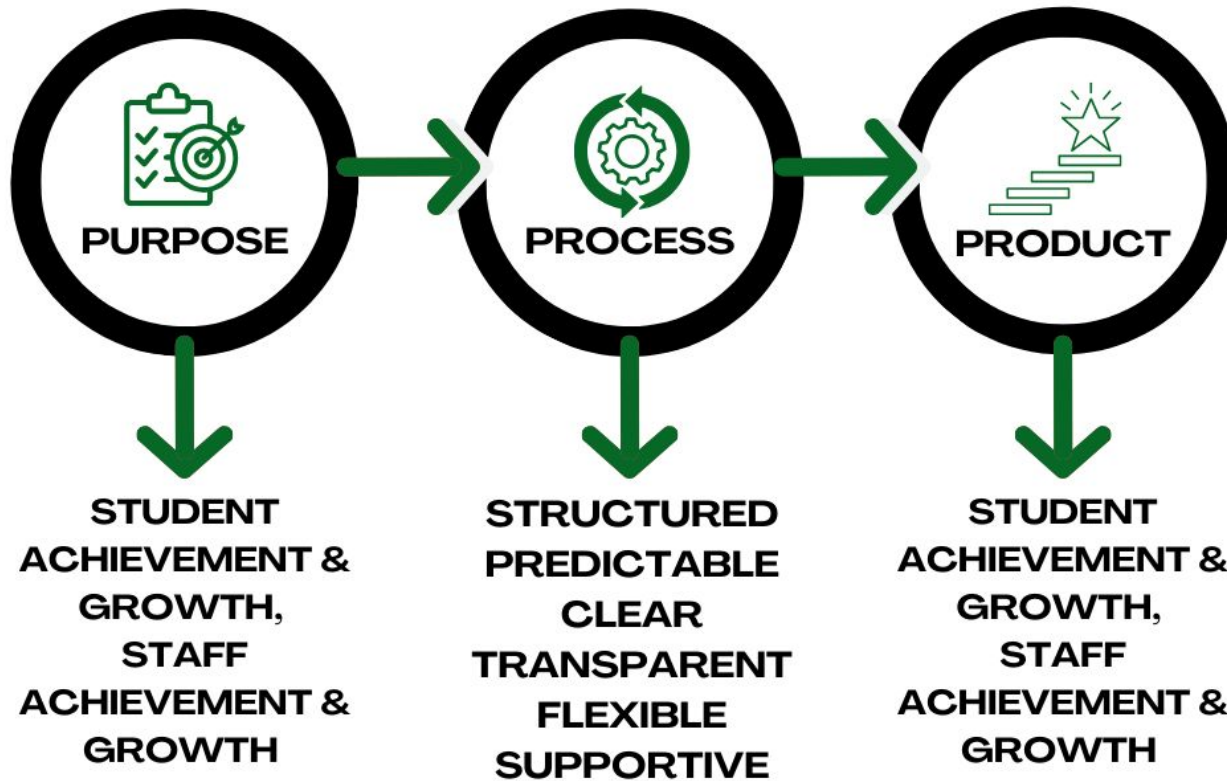 PURPOSE
PROCESS
PRODUCT
STUDENT
ACHIEVEMENT &
GROWTH,
STAFF
ACHIEVEMENT &
GROWTH
STRUCTURED
PREDICTABLE
CLEAR
TRANSPARENT
FLEXIBLE
SUPPORTIVE
STUDENT
ACHIEVEMENT &
GROWTH,
STAFF
ACHIEVEMENT &
GROWTH